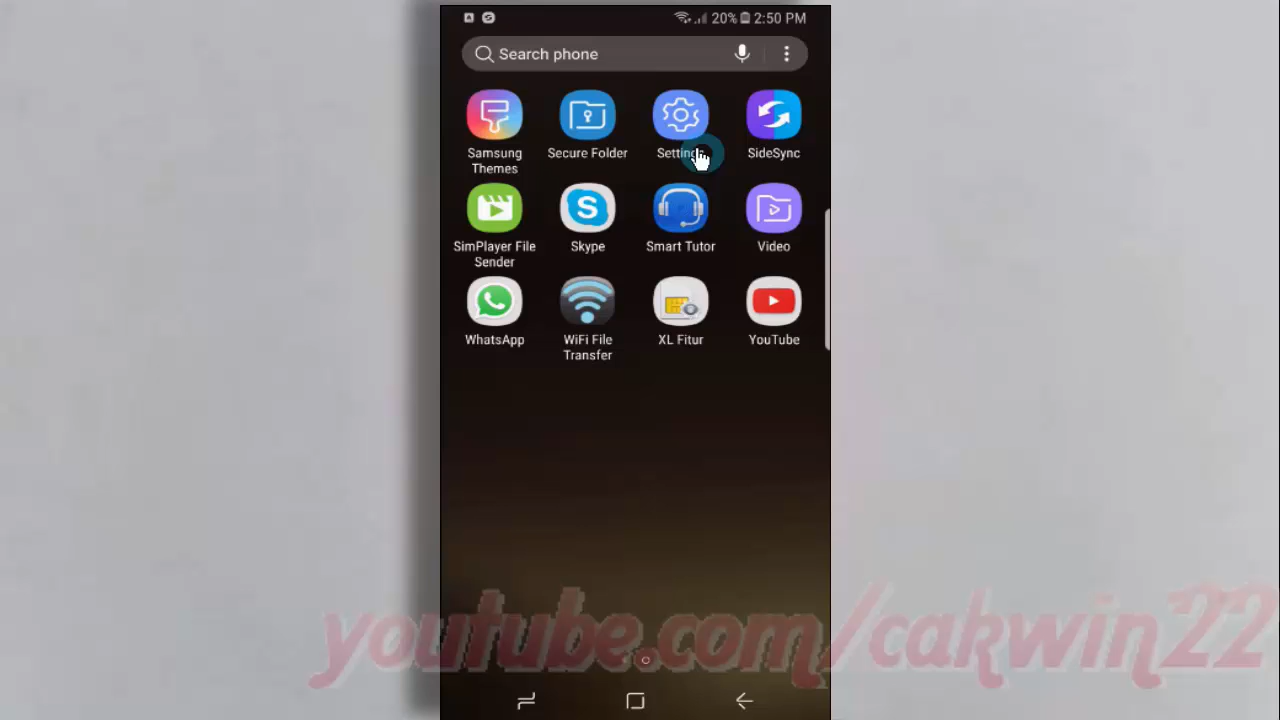 20% 2:50 PM
Search phone
Samsung Themes
Secure Folder
Settings
SideSync
SimPlayer File Sender
Skype
Smart Tutor
Video
WhatsApp
WiFi File Transfer
XL Fitur
YouTube
youtube.com/cakwin22